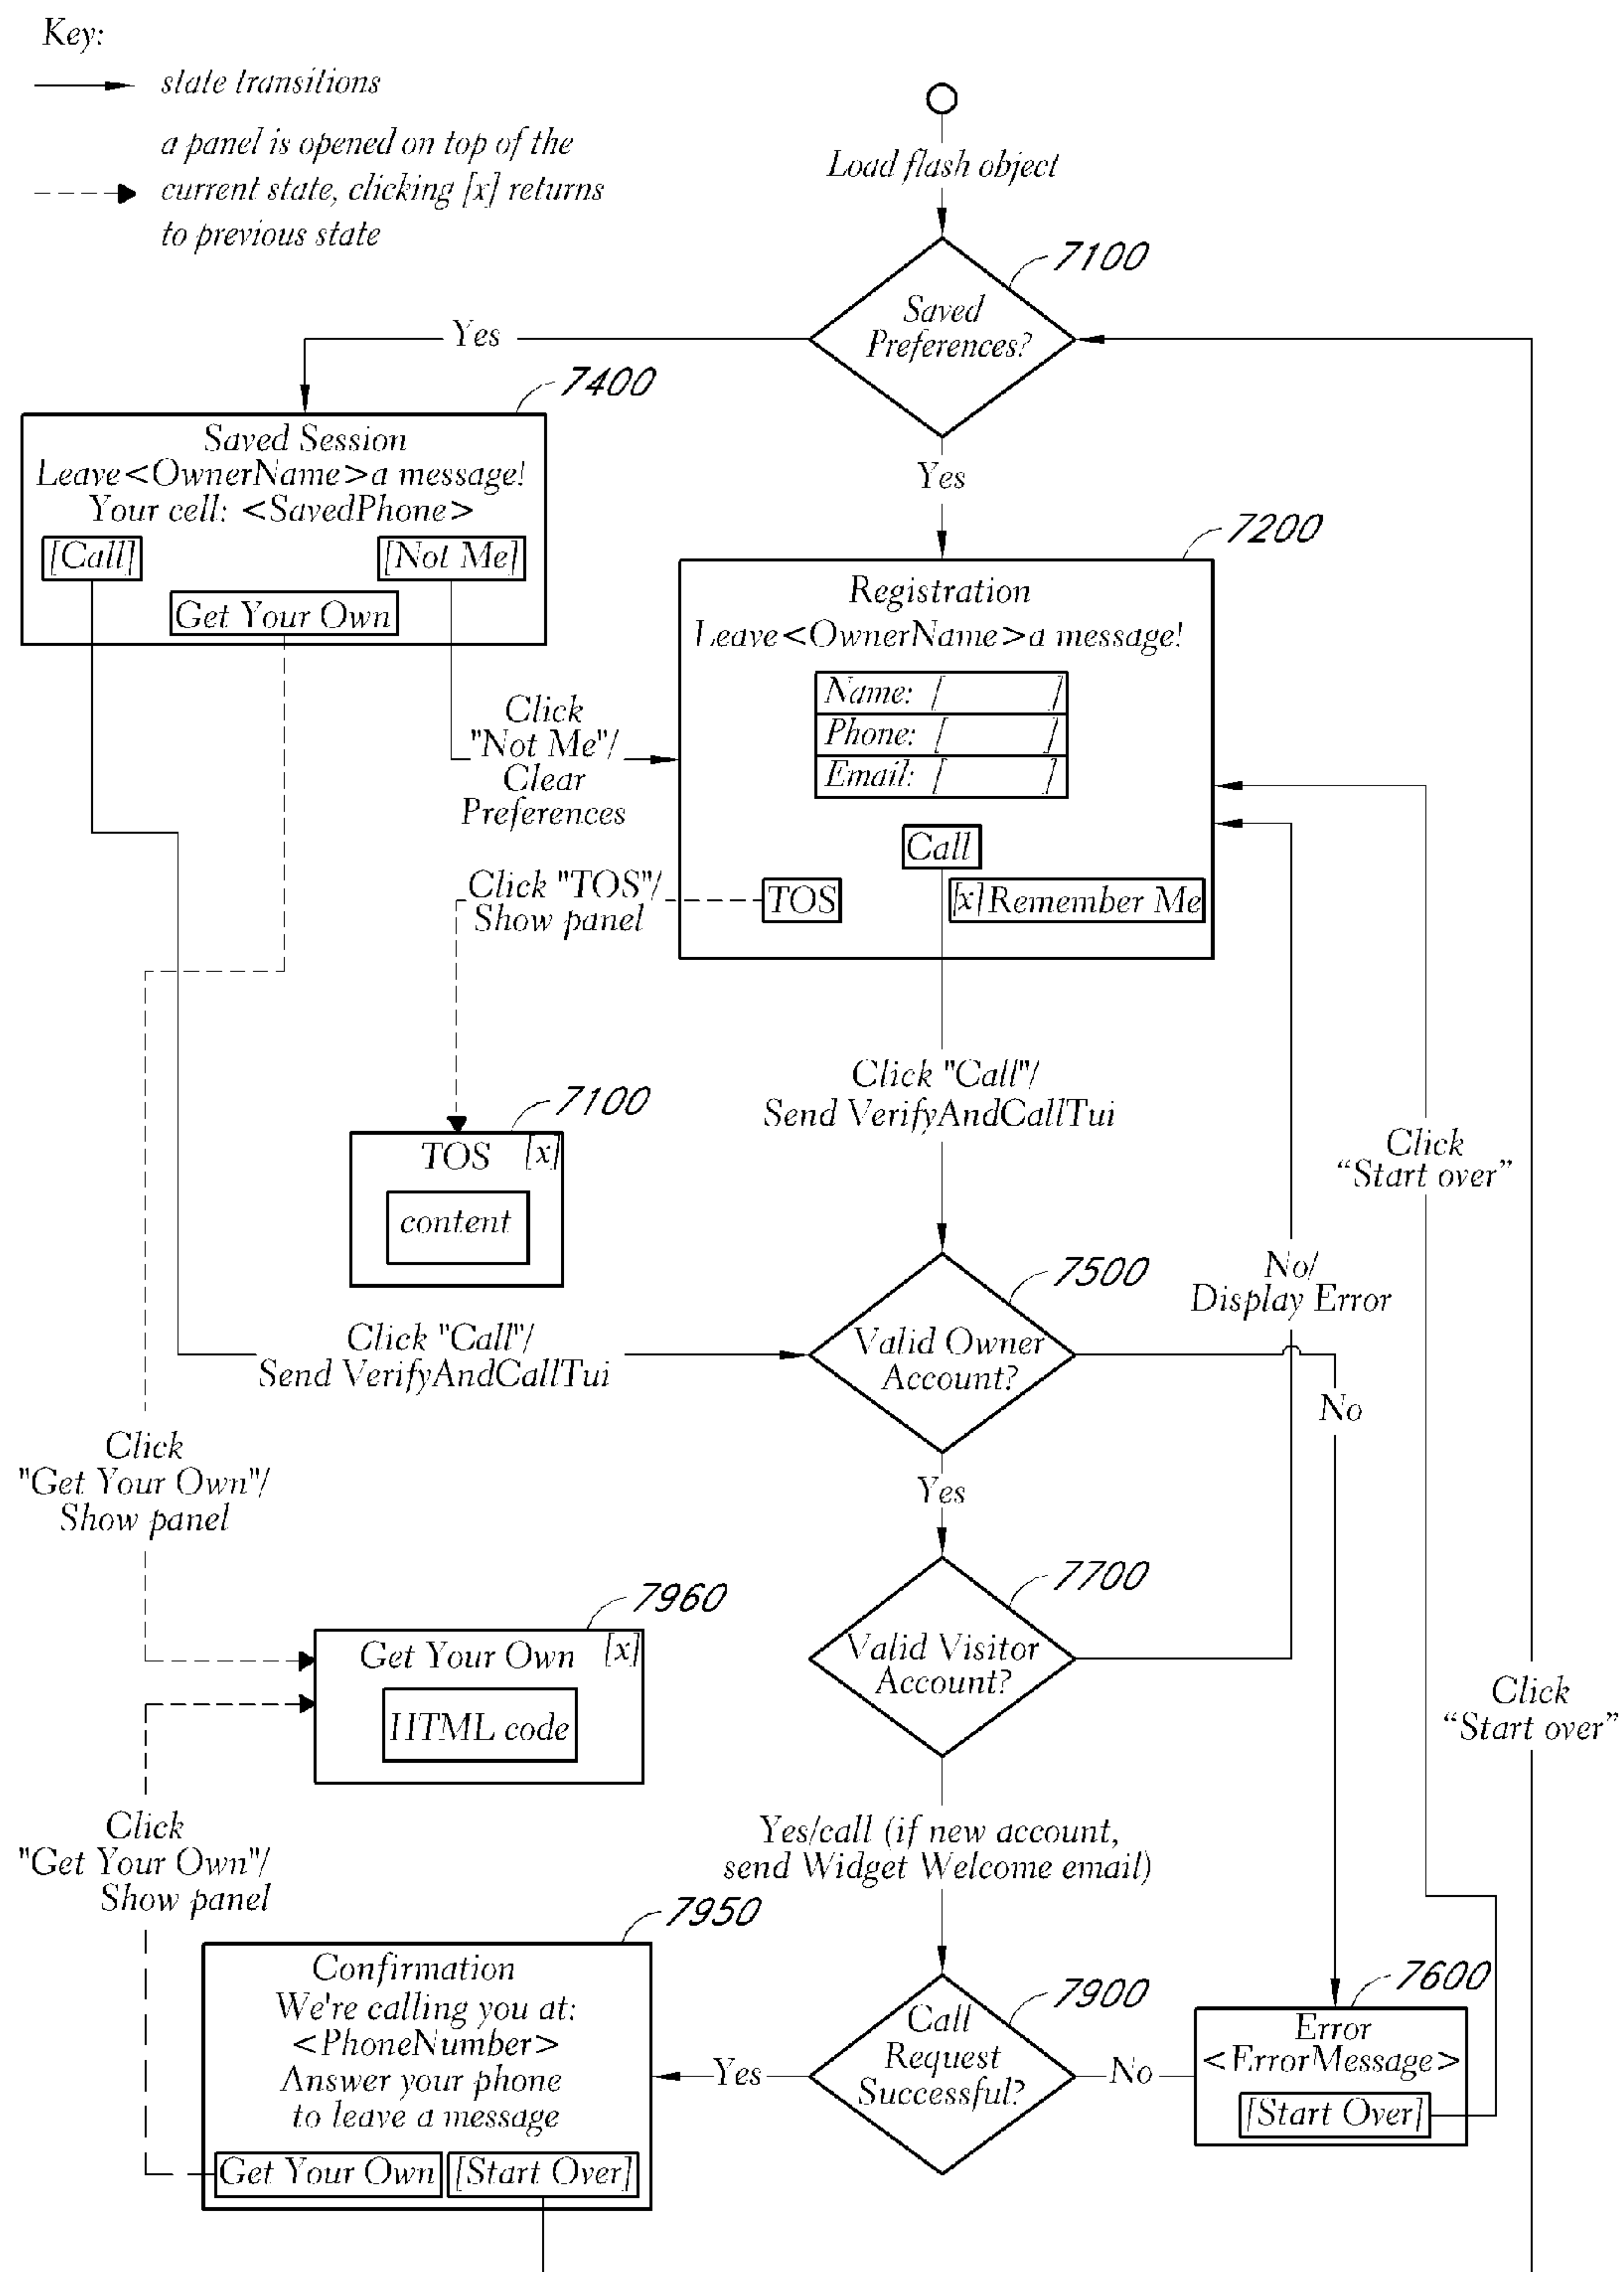 Key:
state transitions
a panel is opened on top of the
current state, clicking [x] returns
to previous state
Load flash object
7100
Saved
Preferences?
Yes
7400
Saved Session
Leave<OwnerName>a message!
Your cell: <SavedPhone>
[Call]
[Not Me]
Get Your Own
Yes
7200
Registration
Leave<OwnerName>a message!
Name: [ ]
Phone: [ ]
Email: [ ]
Call
TOS
[x]Remember Me
Click
"Not Me"/
Clear
Preferences
Click "TOS"/
Show panel
7100
TOS [x]
content
Click "Call"/
Send VerifyAndCallTui
Click
“Start over”
No/
Display Error
7500
Valid Owner
Account?
Click "Call"/
Send VerifyAndCallTui
No
Click
"Get Your Own"/
Show panel
Yes
7700
Valid Visitor
Account?
7960
Get Your Own [x]
HTML code
Click
“Start over”
Click
"Get Your Own"/
Show panel
Yes/call (if new account,
send Widget Welcome email)
7950
Confirmation
We're calling you at:
<PhoneNumber>
Answer your phone
to leave a message
Get Your Own
[Start Over]
Yes
7900
Call
Request
Successful?
No
7600
Error
<ErrorMessage>
[Start Over]